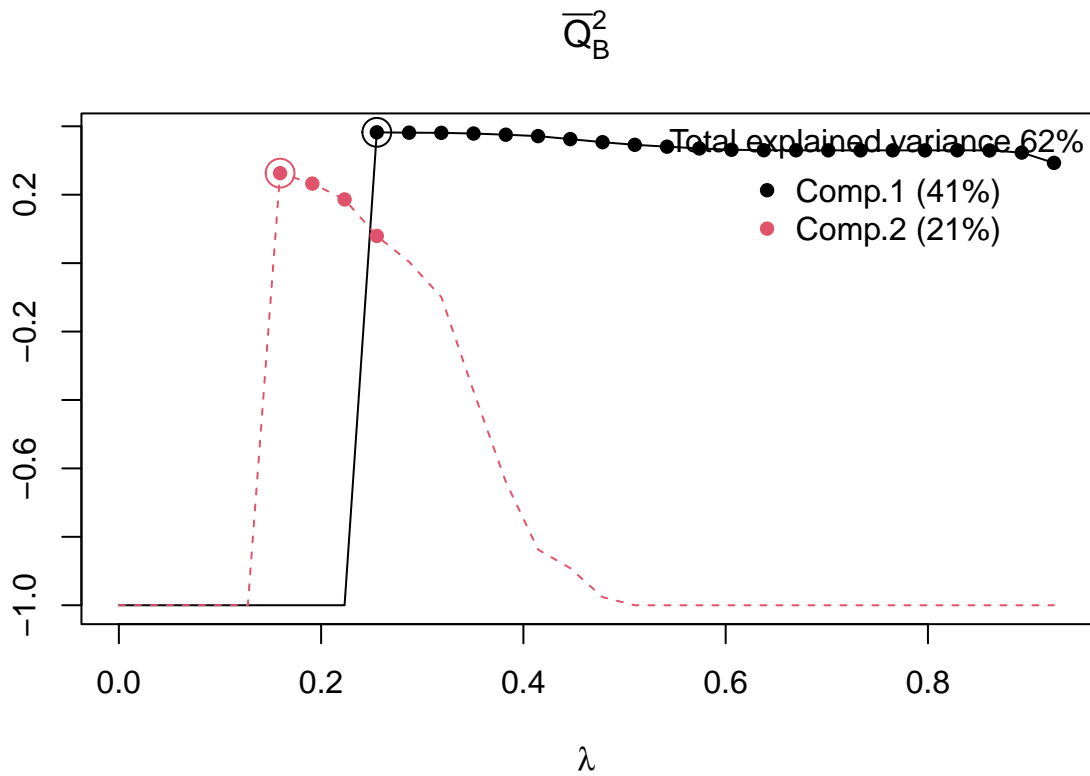 Q̅²_B
Total explained variance 62%
Comp.1 (41%)
Comp.2 (21%)
0.2
−0.2
−0.6
−1.0
0.0 0.2 0.4 0.6 0.8
λ